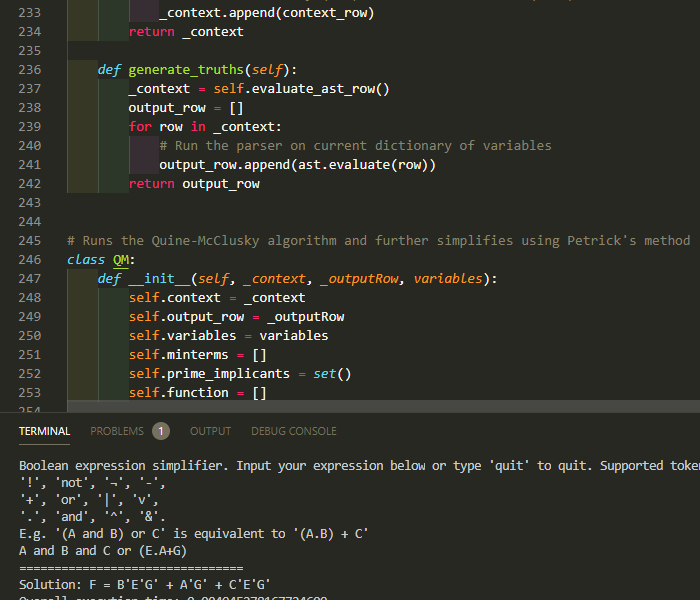 233 _context.append(context_row)
234 return _context
235
236 def generate_truths(self):
237 _context = self.evaluate_ast_row()
238 output_row = []
239 for row in _context:
240 # Run the parser on current dictionary of variables
241 output_row.append(ast.evaluate(row))
242 return output_row
243
244
245 # Runs the Quine-McClusky algorithm and further simplifies using Petrick's method
246 class QM:
247 def __init__(self, _context, _outputRow, variables):
248 self.context = _context
249 self.output_row = _outputRow
250 self.variables = variables
251 self.minterms = []
252 self.prime_implicants = set()
253 self.function = []
254
TERMINAL PROBLEMS 1 OUTPUT DEBUG CONSOLE
Boolean expression simplifier. Input your expression below or type 'quit' to quit. Supported toke
'!', 'not', '¬', '-',
'+', 'or', '|', 'v',
'.', 'and', '^', '&'.
E.g. '(A and B) or C' is equivalent to '(A.B) + C'
A and B and C or (E.A+G)
================================
Solution: F = B'E'G' + A'G' + C'E'G'
Overall execution time: